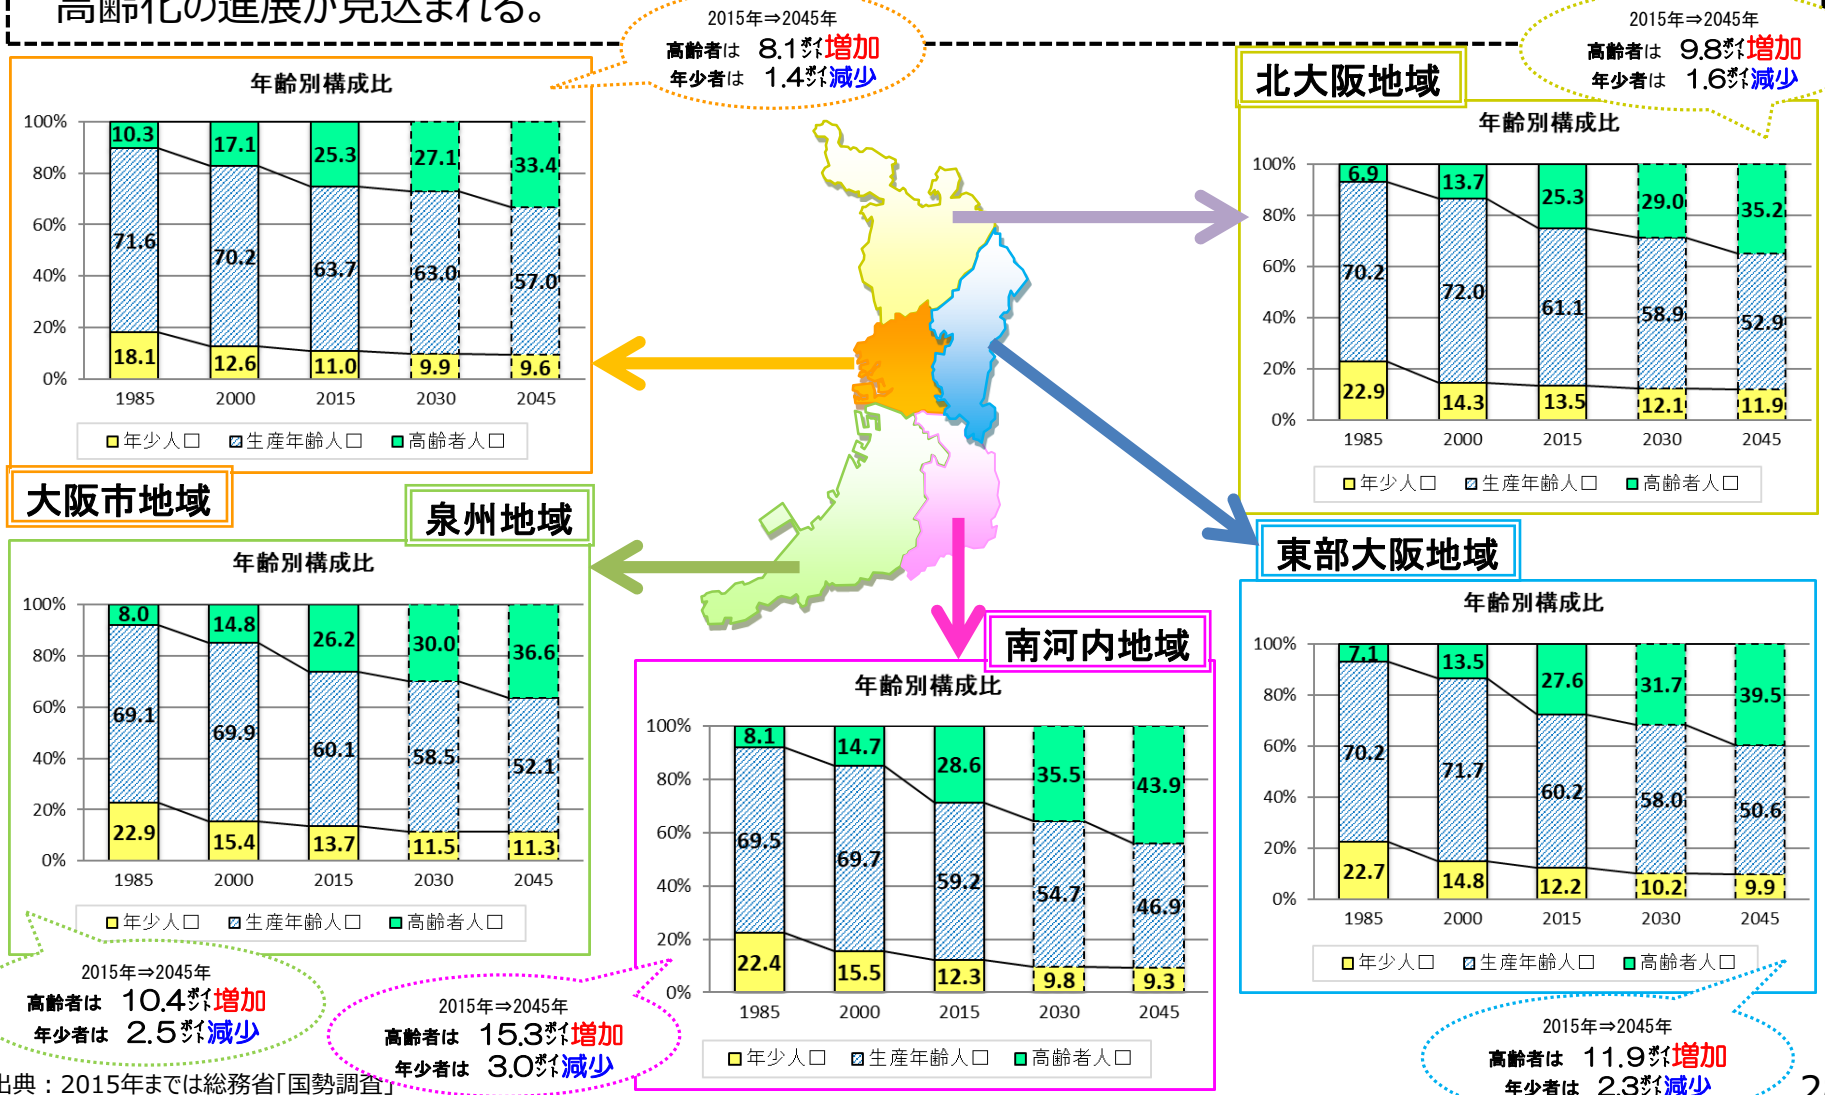 高齢化の進展が見込まれる。
2015年⇒2045年
高齢者は 8.1ポイント増加
年少者は 1.4ポイント減少
2015年⇒2045年
高齢者は 9.8ポイント増加
年少者は 1.6ポイント減少
年齢別構成比
100%
80%
60%
40%
20%
0%
10.3 17.1 25.3 27.1 33.4
71.6 70.2 63.7 63.0 57.0
18.1 12.6 11.0 9.9 9.6
1985 2000 2015 2030 2045
年少人口 生産年齢人口 高齢者人口
大阪市地域
北大阪地域
年齢別構成比
100%
80%
60%
40%
20%
0%
6.9 13.7 25.3 29.0 35.2
70.2 72.0 61.1 58.9 52.9
22.9 14.3 13.5 12.1 11.9
1985 2000 2015 2030 2045
年少人口 生産年齢人口 高齢者人口
泉州地域
年齢別構成比
100%
80%
60%
40%
20%
0%
8.0 14.8 26.2 30.0 36.6
69.1 69.9 60.1 58.5 52.1
22.9 15.4 13.7 11.5 11.3
1985 2000 2015 2030 2045
年少人口 生産年齢人口 高齢者人口
2015年⇒2045年
高齢者は 10.4ポイント増加
年少者は 2.5ポイント減少
南河内地域
年齢別構成比
100%
80%
60%
40%
20%
0%
8.1 14.7 28.6 35.5 43.9
69.5 69.7 59.2 54.7 46.9
22.4 15.5 12.3 9.8 9.3
1985 2000 2015 2030 2045
年少人口 生産年齢人口 高齢者人口
2015年⇒2045年
高齢者は 15.3ポイント増加
年少者は 3.0ポイント減少
東部大阪地域
年齢別構成比
100%
80%
60%
40%
20%
0%
7.1 13.5 27.6 31.7 39.5
70.2 71.7 60.2 58.0 50.6
22.7 14.8 12.2 10.2 9.9
1985 2000 2015 2030 2045
年少人口 生産年齢人口 高齢者人口
2015年⇒2045年
高齢者は 11.9ポイント増加
年少者は 2.3ポイント減少
出典：2015年までは総務省「国勢調査」